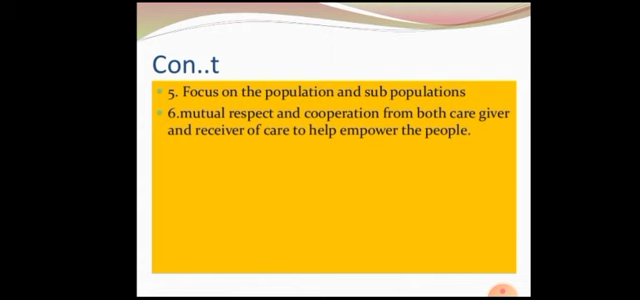 Con..t
5. Focus on the population and sub populations
6.mutual respect and cooperation from both care giver
and receiver of care to help empower the people.